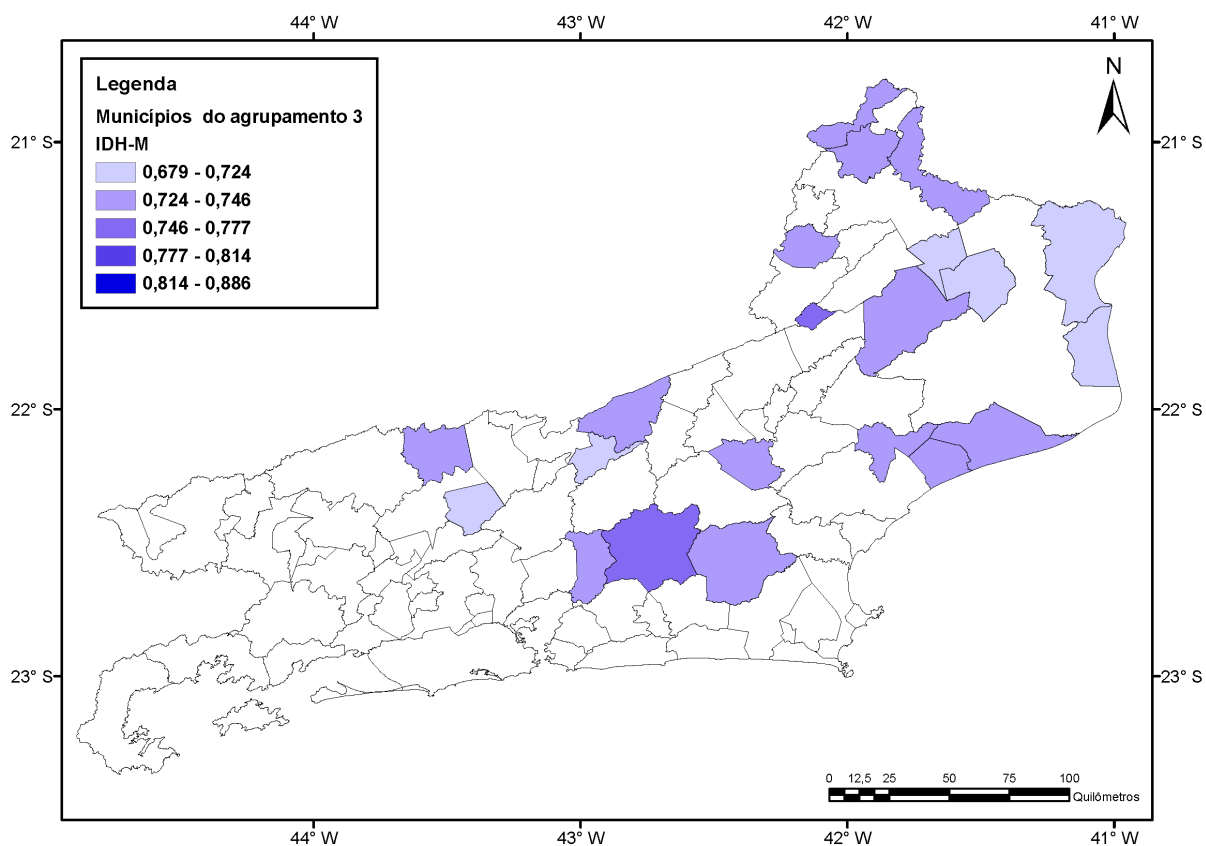 44° W 43° W 42° W 41° W
Legenda
Municípios do agrupamento 3
IDH-M
0,679 - 0,724
0,724 - 0,746
0,746 - 0,777
0,777 - 0,814
0,814 - 0,886
N
21° S 21° S
22° S 22° S
23° S 23° S
0 12,5 25 50 75 100
Quilômetros
44° W 43° W 42° W 41° W